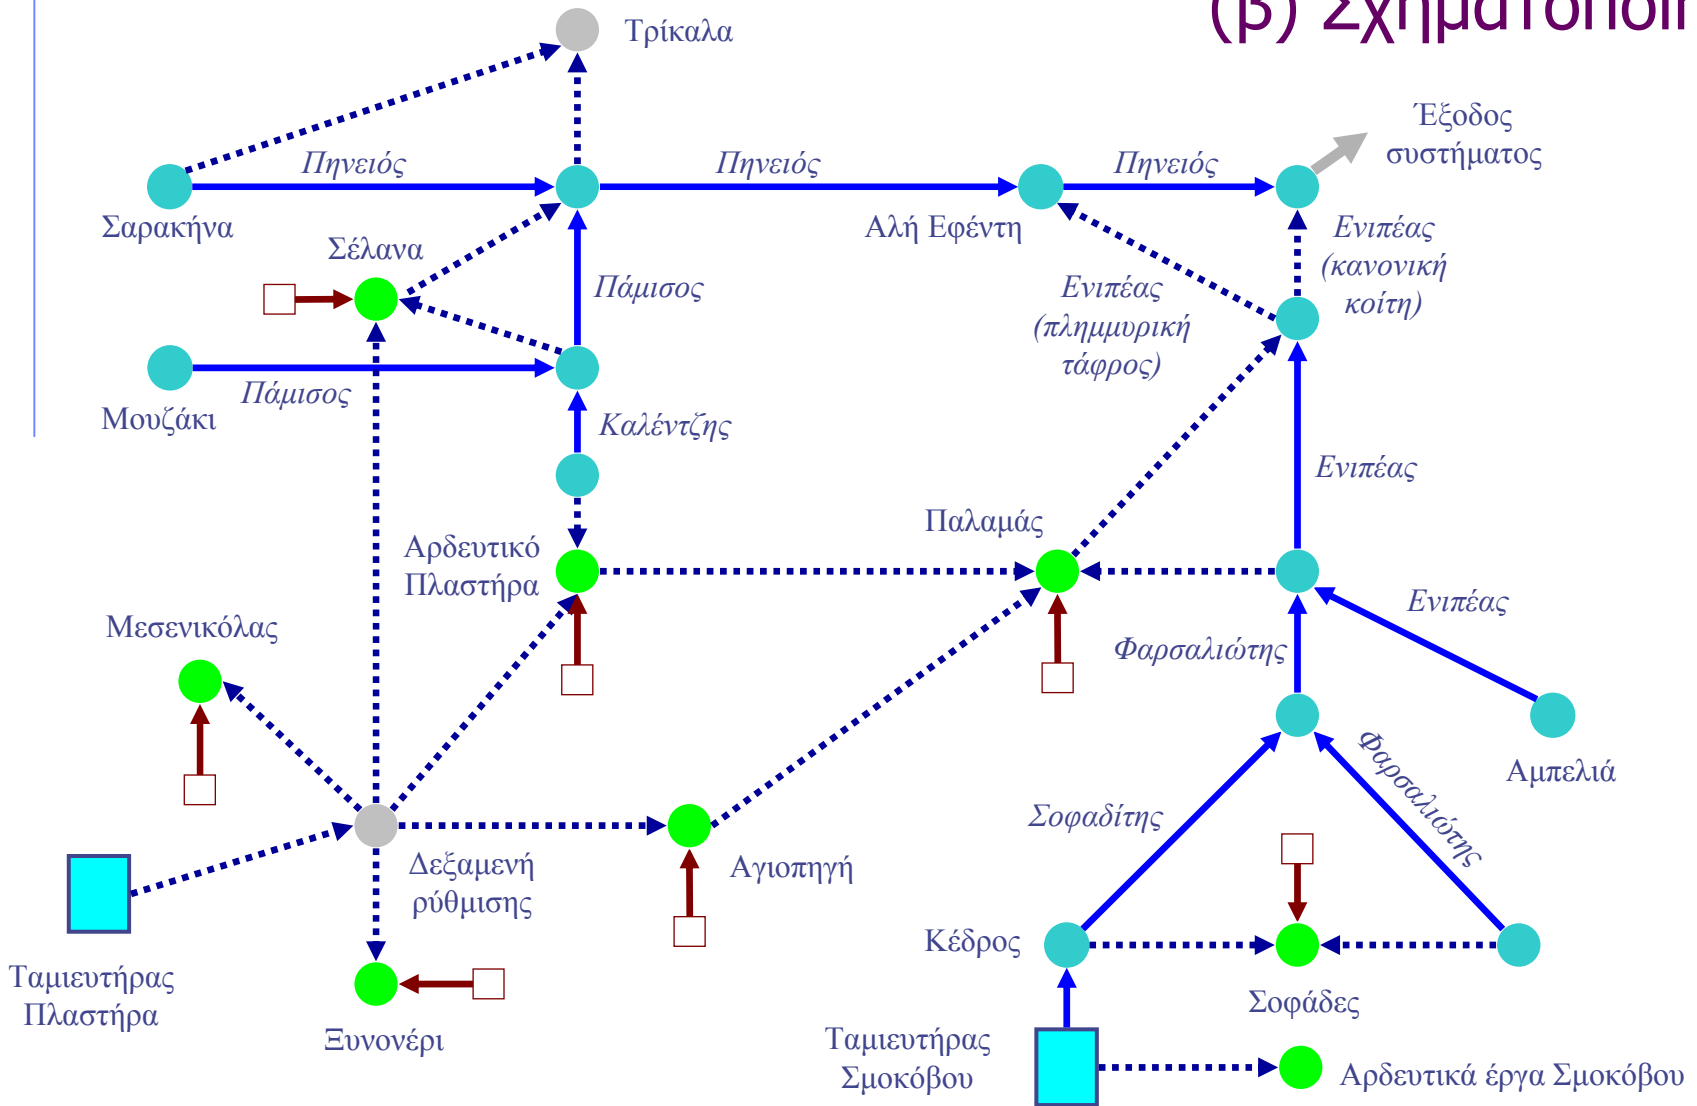 (β) Σχηματοποίη
Τρίκαλα
Έξοδος
συστήματος
Πηνειός
Πηνειός
Πηνειός
Σαρακήνα
Αλή Εφέντη
Ενιπέας
(κανονική
κοίτη)
Σέλανα
Πάμισος
Ενιπέας
(πλημμυρική
τάφρος)
Πάμισος
Μουζάκι
Καλέντζης
Ενιπέας
Παλαμάς
Αρδευτικό
Πλαστήρα
Ενιπέας
Μεσενικόλας
Φαρσαλιώτης
Αμπελιά
Φαρσαλιώτης
Σοφαδίτης
Δεξαμενή
ρύθμισης
Αγιοπηγή
Κέδρος
Ταμιευτήρας
Πλαστήρα
Σοφάδες
Ξυνονέρι
Ταμιευτήρας
Σμοκόβου
Αρδευτικά έργα Σμοκόβου